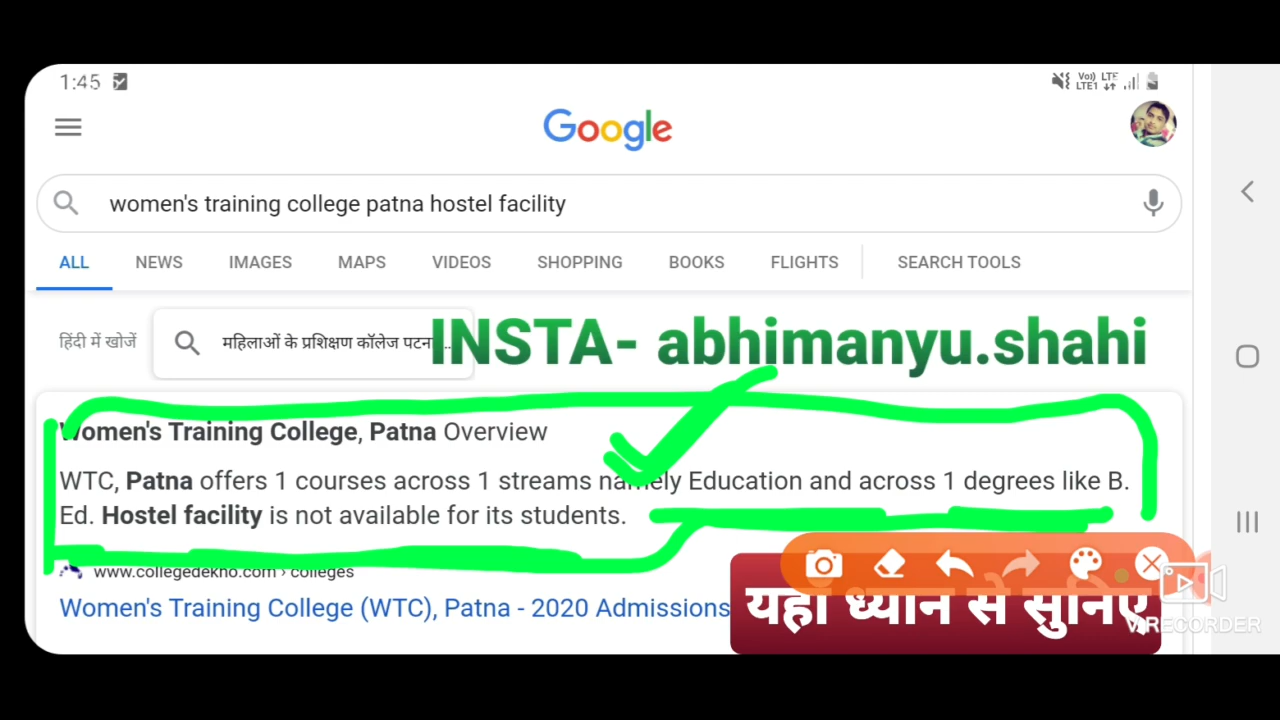 1:45 Vo)) LTE
LTE1
Google
women's training college patna hostel facility
ALL NEWS IMAGES MAPS VIDEOS SHOPPING BOOKS FLIGHTS SEARCH TOOLS
हिंदी में खोजें महिलाओं के प्रशिक्षण कॉलेज पटन...
INSTA- abhimanyu.shahi
Women's Training College, Patna Overview
WTC, Patna offers 1 courses across 1 streams namely Education and across 1 degrees like B.
Ed. Hostel facility is not available for its students.
www.collegedekho.com › colleges
Women's Training College (WTC), Patna - 2020 Admissions
यहाँ ध्यान से सुनिए
V RECORDER